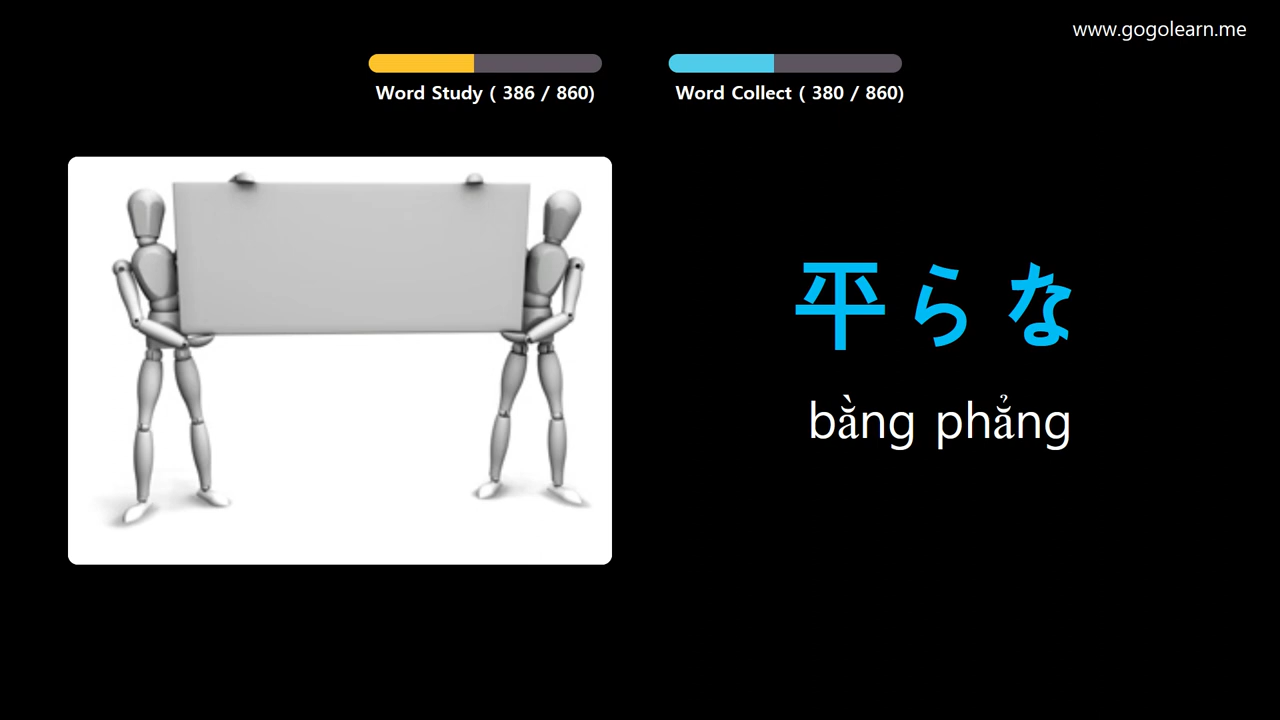 www.gogolearn.me
Word Study ( 386 / 860)
Word Collect ( 380 / 860)
平らな
bằng phẳng